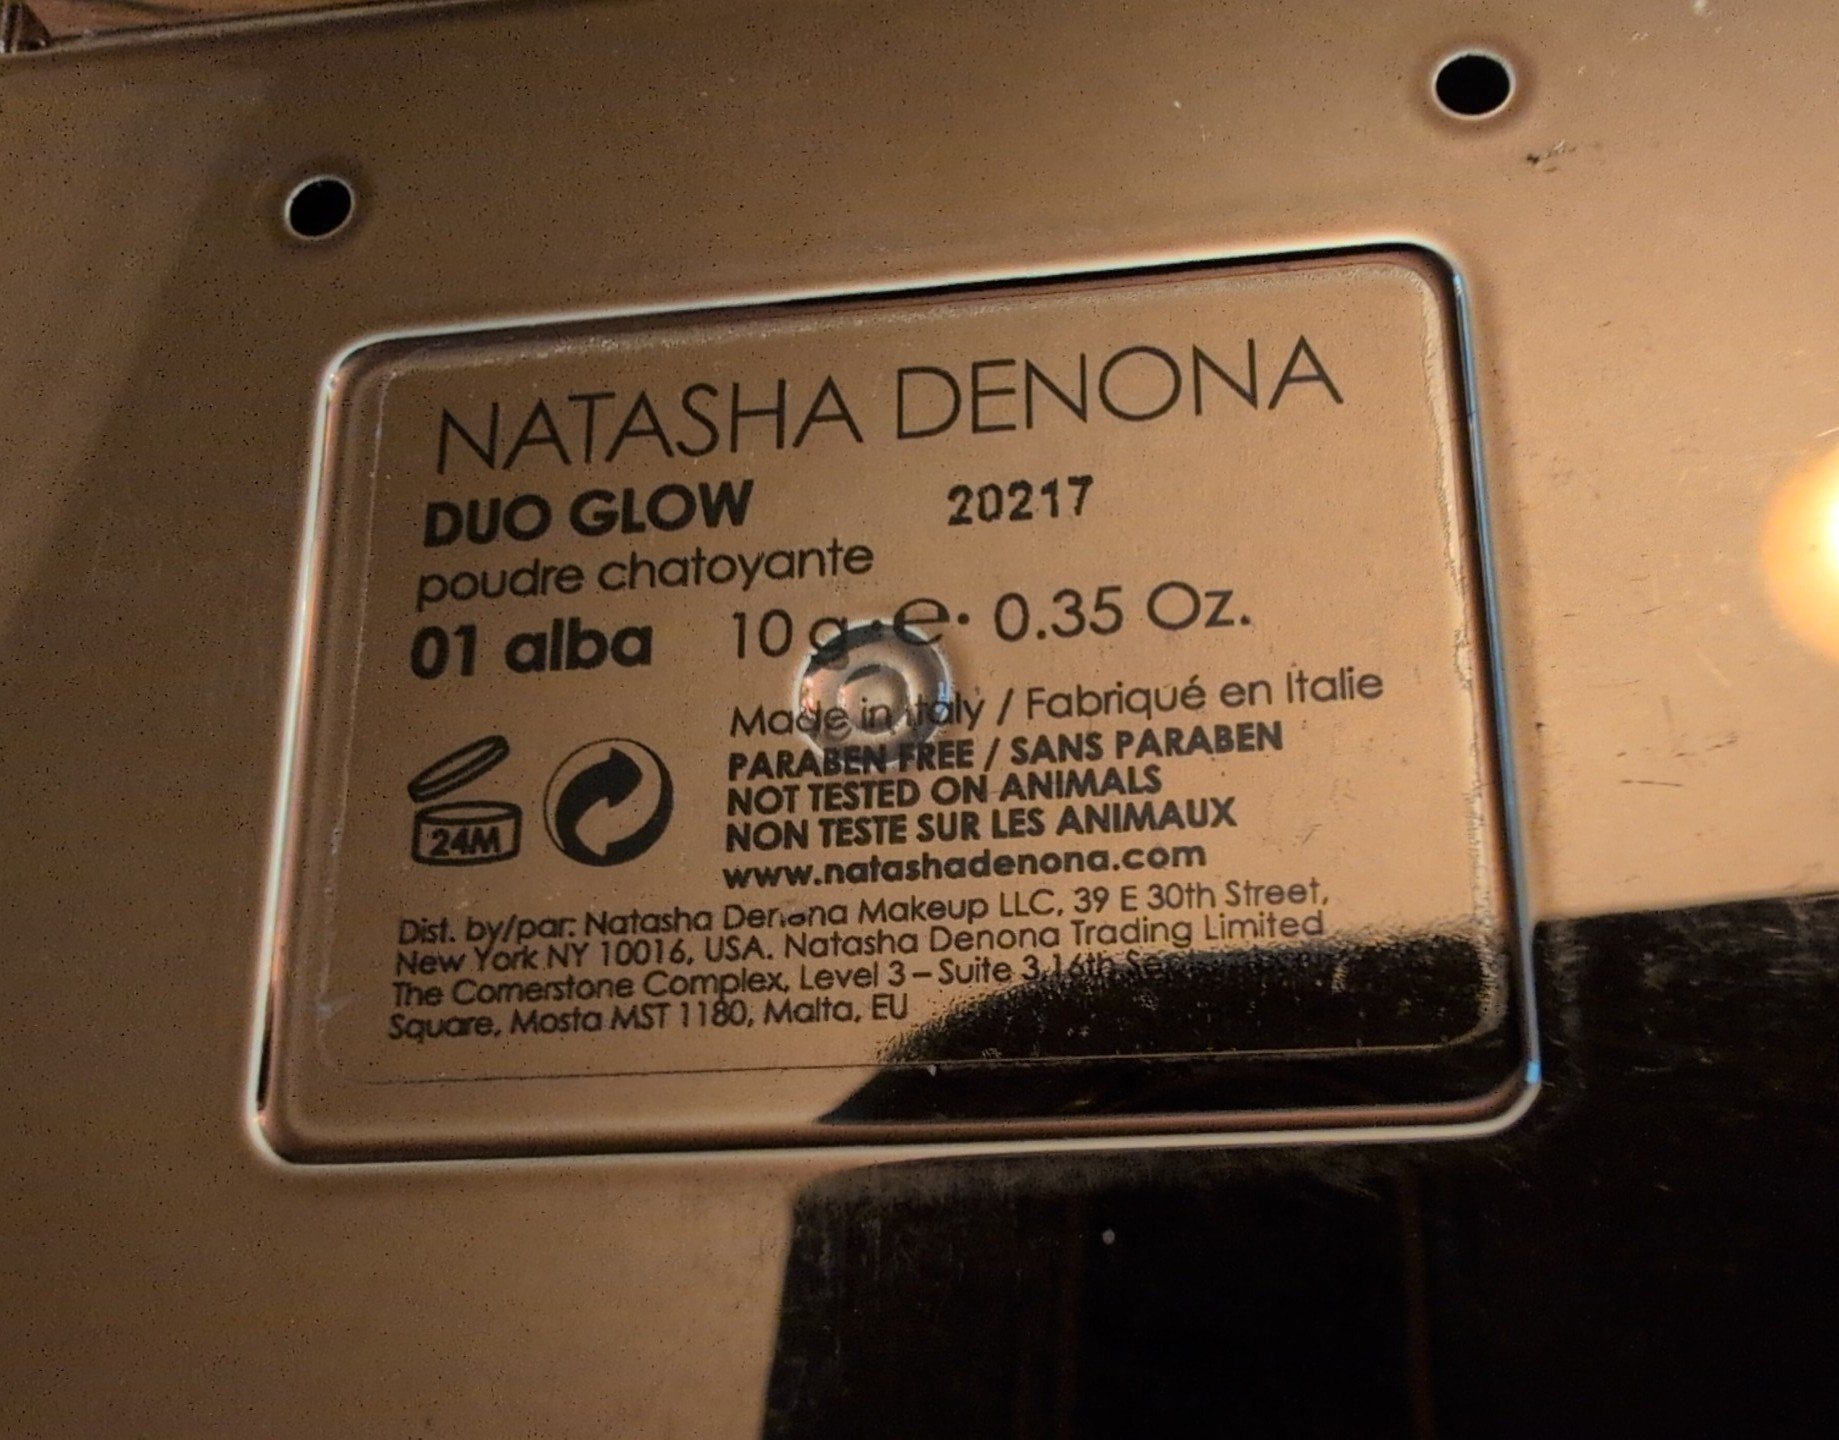 NATASHA DENONA
DUO GLOW 20217
poudre chatoyante
01 alba 10 g ·e· 0.35 Oz.
Made in Italy / Fabriqué en Italie
PARABEN FREE / SANS PARABEN
NOT TESTED ON ANIMALS
NON TESTE SUR LES ANIMAUX
24M
www.natashadenona.com
Dist. by/par: Natasha Denona Makeup LLC, 39 E 30th Street,
New York NY 10016, USA. Natasha Denona Trading Limited
The Cornerstone Complex, Level 3 – Suite 3,16th
Square, Mosta MST 1180, Malta, EU